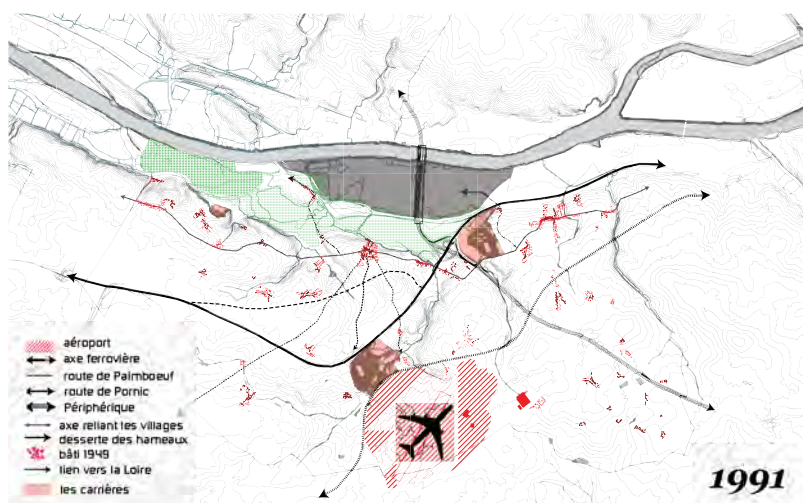 aéroport
axe ferrovière
route de Paimboeuf
route de Pornic
Périphérique
axe reliant les villages
desserte des hameaux
bâti 1949
lien vers la Loire
les carrières
1991